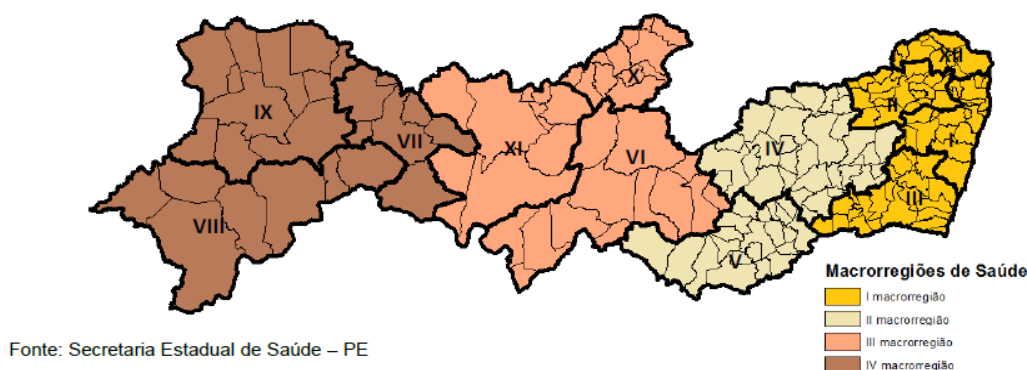 XII
X
II
IX
IV
I
VII
XI
VI
III
VIII
V
Macrorregiões de Saúde
I macrorregião
II macrorregião
III macrorregião
IV macrorregião
Fonte: Secretaria Estadual de Saúde – PE